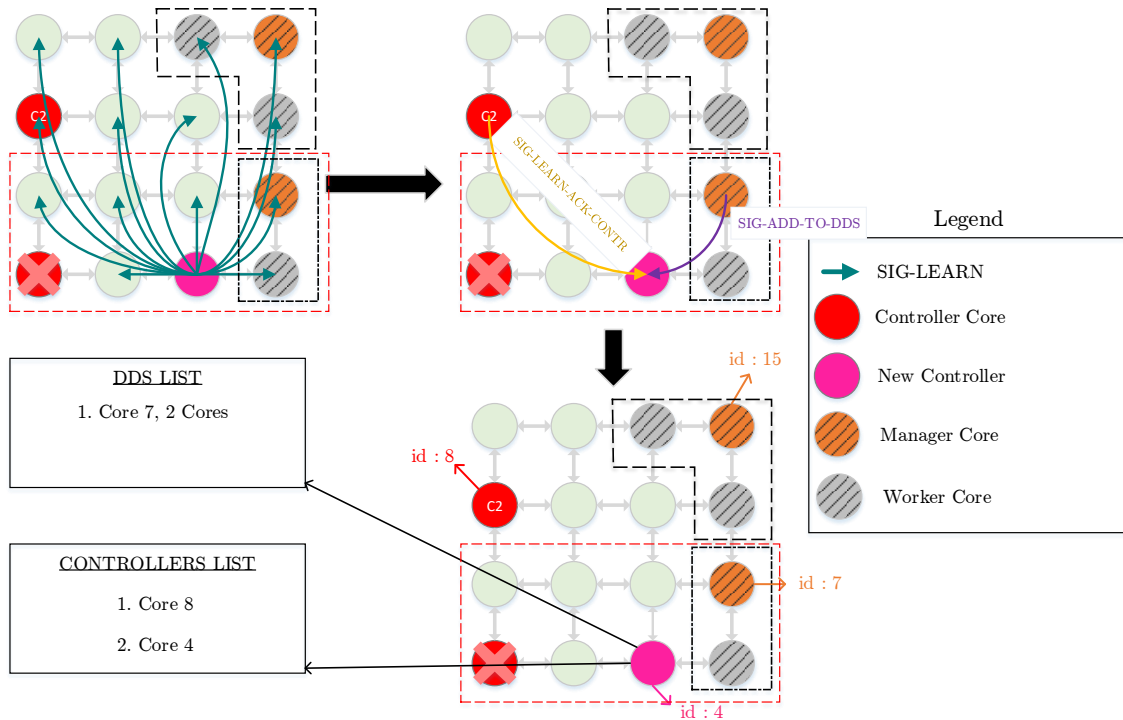 C2
C2
SIG-LEARN-ACK-CONTR
SIG-ADD-TO-DDS
Legend
SIG-LEARN
Controller Core
New Controller
Manager Core
Worker Core
DDS LIST
1. Core 7, 2 Cores
CONTROLLERS LIST
1. Core 8
2. Core 4
id : 15
id : 8
C2
id : 7
id : 4